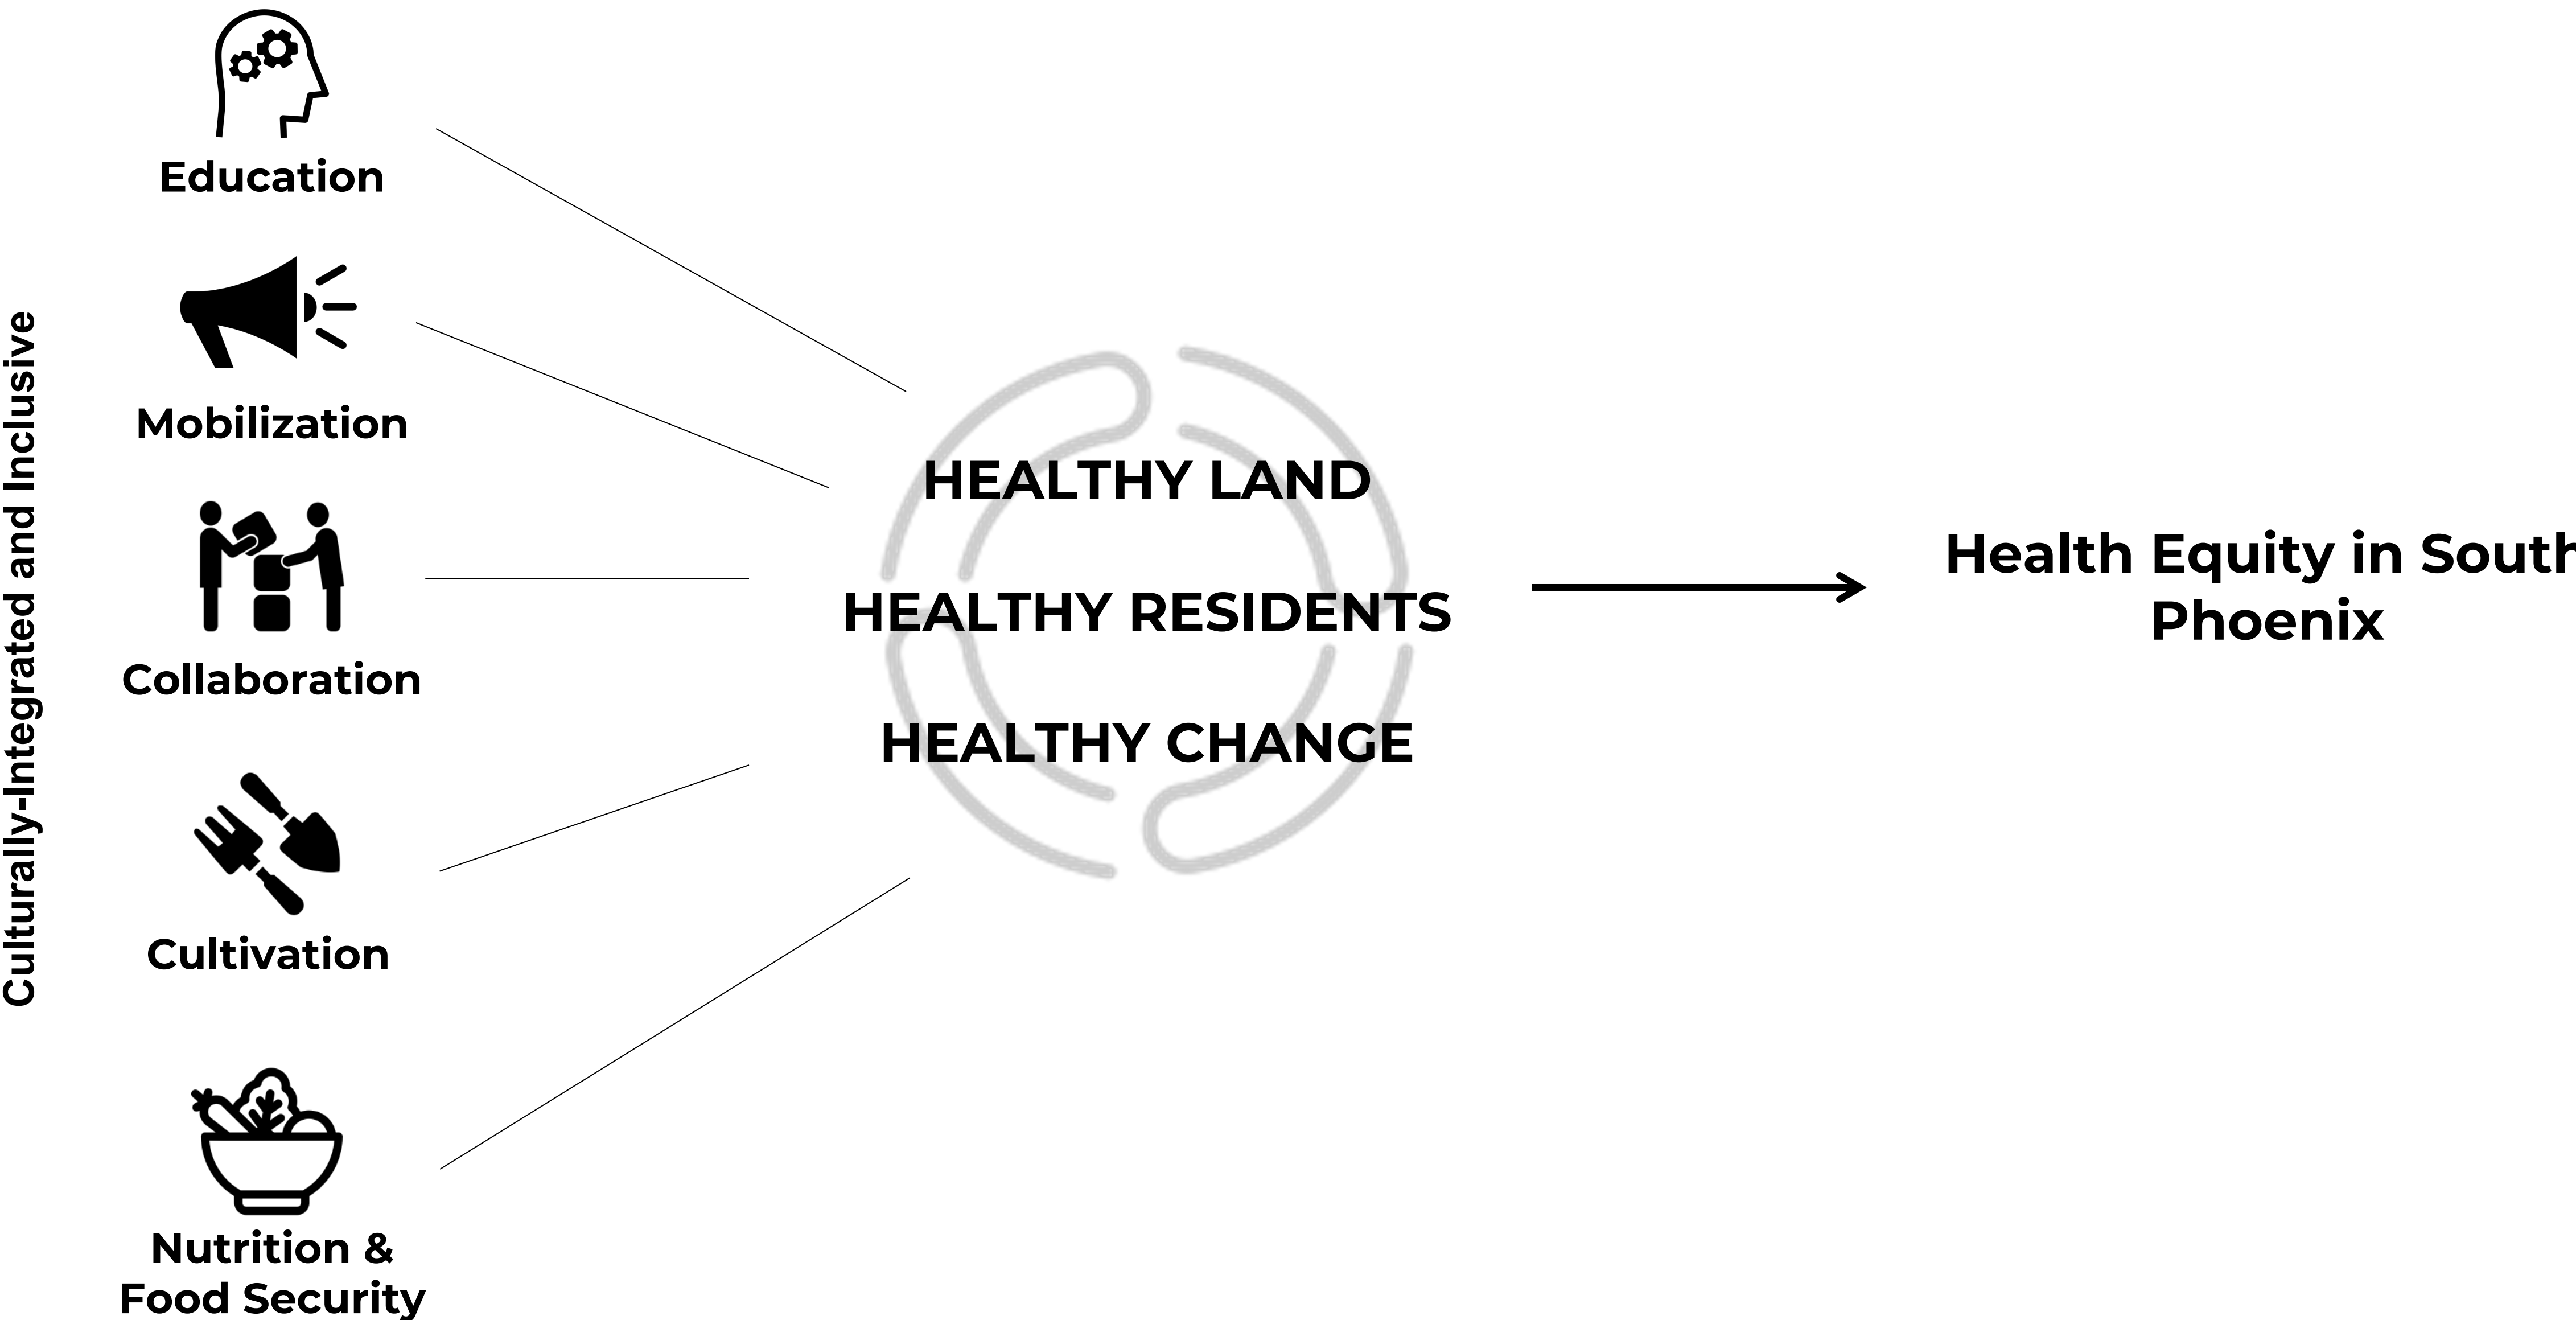 Culturally-Integrated and Inclusive
Education
Mobilization
Collaboration
Cultivation
Nutrition &
Food Security
HEALTHY LAND
HEALTHY RESIDENTS
HEALTHY CHANGE
Health Equity in South
Phoenix